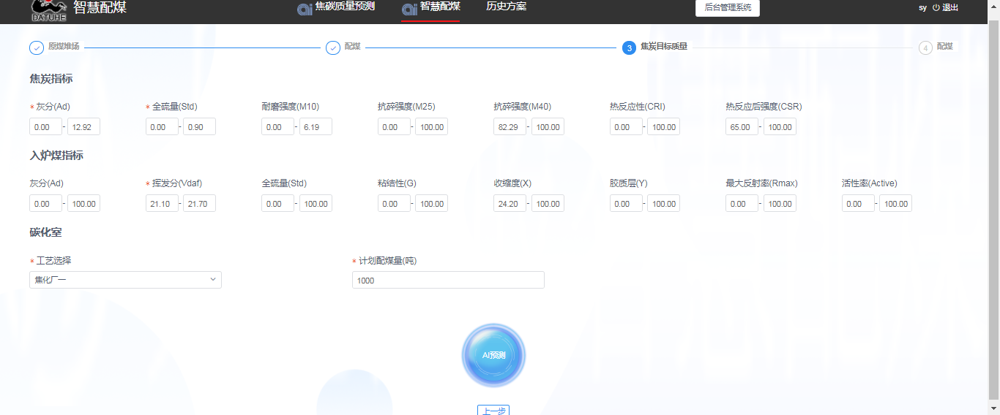 DATUHE 智慧配煤 ai 焦碳质量预测 ai 智慧配煤 历史方案 后台管理系统 sy 退出
原煤堆场 配煤 3 焦炭目标质量 4 配煤
焦炭指标
* 灰分(Ad) * 全硫量(Std) 耐磨强度(M10) 抗碎强度(M25) 抗碎强度(M40) 热反应性(CRI) 热反应后强度(CSR)
0.00 - 12.92 0.00 - 0.90 0.00 - 6.19 0.00 - 100.00 82.29 - 100.00 0.00 - 100.00 65.00 - 100.00
入炉煤指标
灰分(Ad) * 挥发分(Vdaf) 全硫量(Std) 粘结性(G) 收缩度(X) 胶质层(Y) 最大反射率(Rmax) 活性率(Active)
0.00 - 100.00 21.10 - 21.70 0.00 - 100.00 0.00 - 100.00 24.20 - 100.00 0.00 - 100.00 0.00 - 100.00 0.00 - 100.00
碳化室
* 工艺选择 * 计划配煤量(吨)
焦化厂一 1000
AI预测
上一步